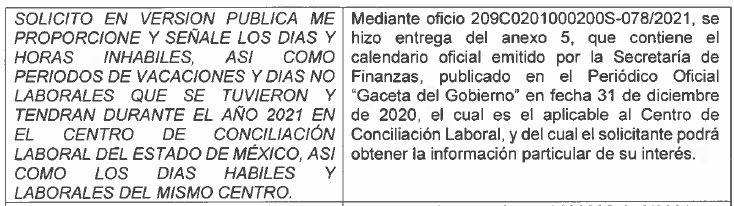 SOLICITO EN VERSION PUBLICA ME
PROPORCIONE Y SEÑALE LOS DIAS Y
HORAS INHABILES, ASI COMO
PERIODOS DE VACACIONES Y DIAS NO
LABORALES QUE SE TUVIERON Y
TENDRAN DURANTE EL AÑO 2021 EN
EL CENTRO DE CONCILIACIÓN
LABORAL DEL ESTADO DE MÉXICO, ASI
COMO LOS DIAS HABILES Y
LABORALES DEL MISMO CENTRO.
Mediante oficio 209C0201000200S-078/2021, se
hizo entrega del anexo 5, que contiene el
calendario oficial emitido por la Secretaría de
Finanzas, publicado en el Periódico Oficial
"Gaceta del Gobierno" en fecha 31 de diciembre
de 2020, el cual es el aplicable al Centro de
Conciliación Laboral, y del cual el solicitante podrá
obtener la información particular de su interés.